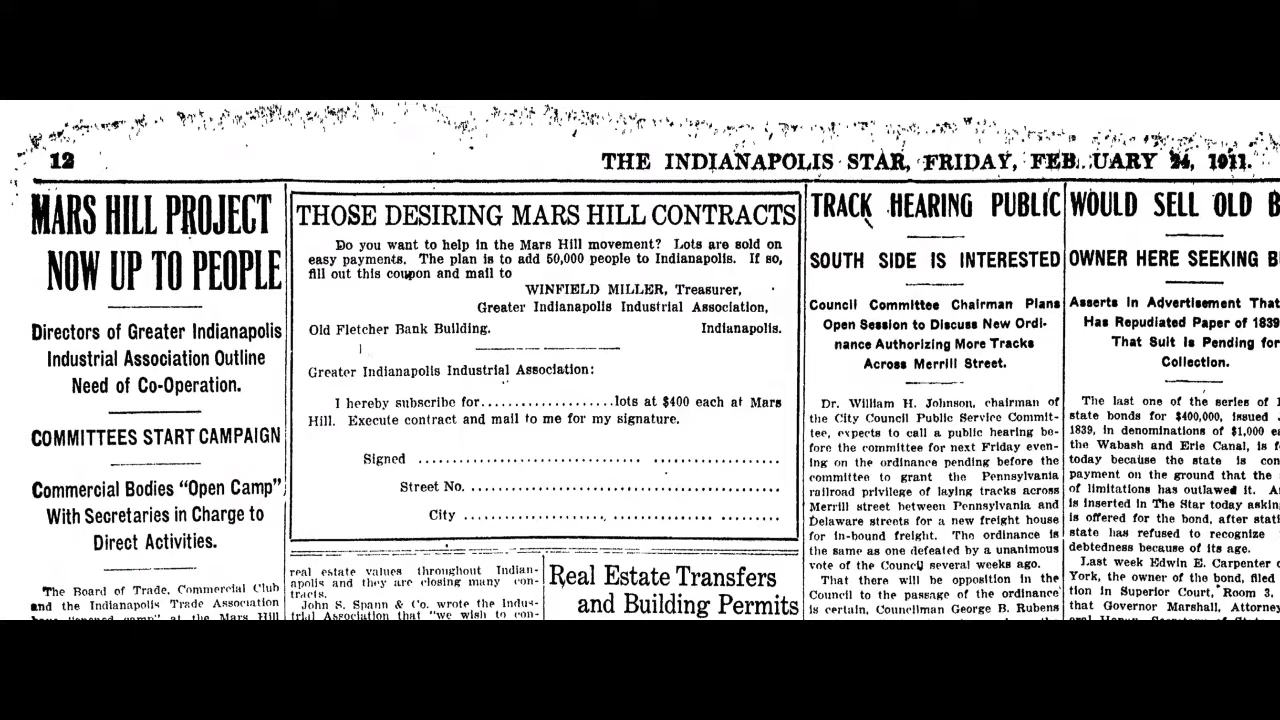 12
THE INDIANAPOLIS STAR, FRIDAY, FEB. UARY 24, 1911.
MARS HILL PROJECT
NOW UP TO PEOPLE
Directors of Greater Indianapolis
Industrial Association Outline
Need of Co-Operation.
COMMITTEES START CAMPAIGN
Commercial Bodies "Open Camp"
With Secretaries in Charge to
Direct Activities.
The Board of Trade, Commercial Club
and the Indianapolis Trade Association
have "opened camp" at the Mars Hill
THOSE DESIRING MARS HILL CONTRACTS
Do you want to help in the Mars Hill movement? Lots are sold on
easy payments. The plan is to add 50,000 people to Indianapolis. If so,
fill out this coupon and mail to
WINFIELD MILLER, Treasurer,
Greater Indianapolis Industrial Association,
Old Fletcher Bank Building. Indianapolis.
Greater Indianapolis Industrial Association:
I hereby subscribe for....................lots at $400 each at Mars
Hill. Execute contract and mail to me for my signature.
Signed
Street No.
City
real estate values throughout Indian-
apolis and they are closing many con-
tracts.
John S. Spann & Co. wrote the Indus-
trial Association that "we wish to con-
Real Estate Transfers
and Building Permits
TRACK HEARING PUBLIC
SOUTH SIDE IS INTERESTED
Council Committee Chairman Plans
Open Session to Discuss New Ordi-
nance Authorizing More Tracks
Across Merrill Street.
Dr. William H. Johnson, chairman of
the City Council Public Service Commit-
tee, expects to call a public hearing be-
fore the committee for next Friday even-
ing on the ordinance pending before the
committee to grant the Pennsylvania
railroad privilege of laying tracks across
Merrill street between Pennsylvania and
Delaware streets for a new freight house
for in-bound freight. The ordinance is
the same as one defeated by a unanimous
vote of the Council several weeks ago.
That there will be opposition in the
Council to the passage of the ordinance
is certain, Councilman George B. Rubens
WOULD SELL OLD B
OWNER HERE SEEKING B
Asserts in Advertisement That
Has Repudiated Paper of 1839
That Suit Is Pending for
Collection.
The last one of the series of 1
state bonds for $400,000, issued
1839, in denominations of $1,000 ea
the Wabash and Erie Canal, is f
today because the state is con
payment on the ground that the
of limitations has outlawed it. A
is inserted in The Star today askin
is offered for the bond, after stati
state has refused to recognize
debtedness because of its age.
Last week Edwin E. Carpenter o
York, the owner of the bond, filed
tion in Superior Court, Room 3,
that Governor Marshall, Attorney